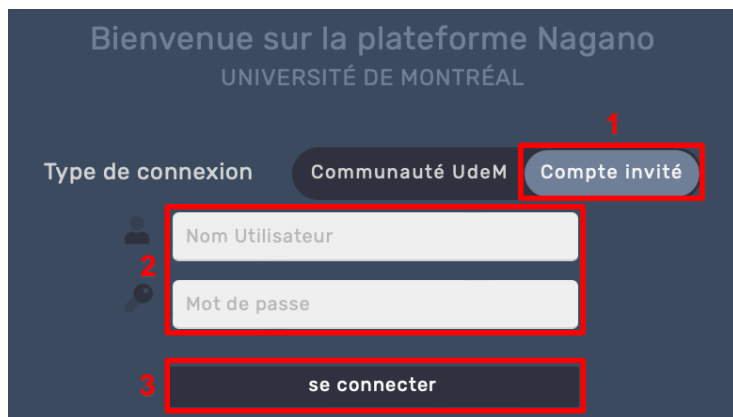 Bienvenue sur la plateforme Nagano
UNIVERSITÉ DE MONTRÉAL
1
Type de connexion Communauté UdeM Compte invité
Nom Utilisateur
2
Mot de passe
3 se connecter